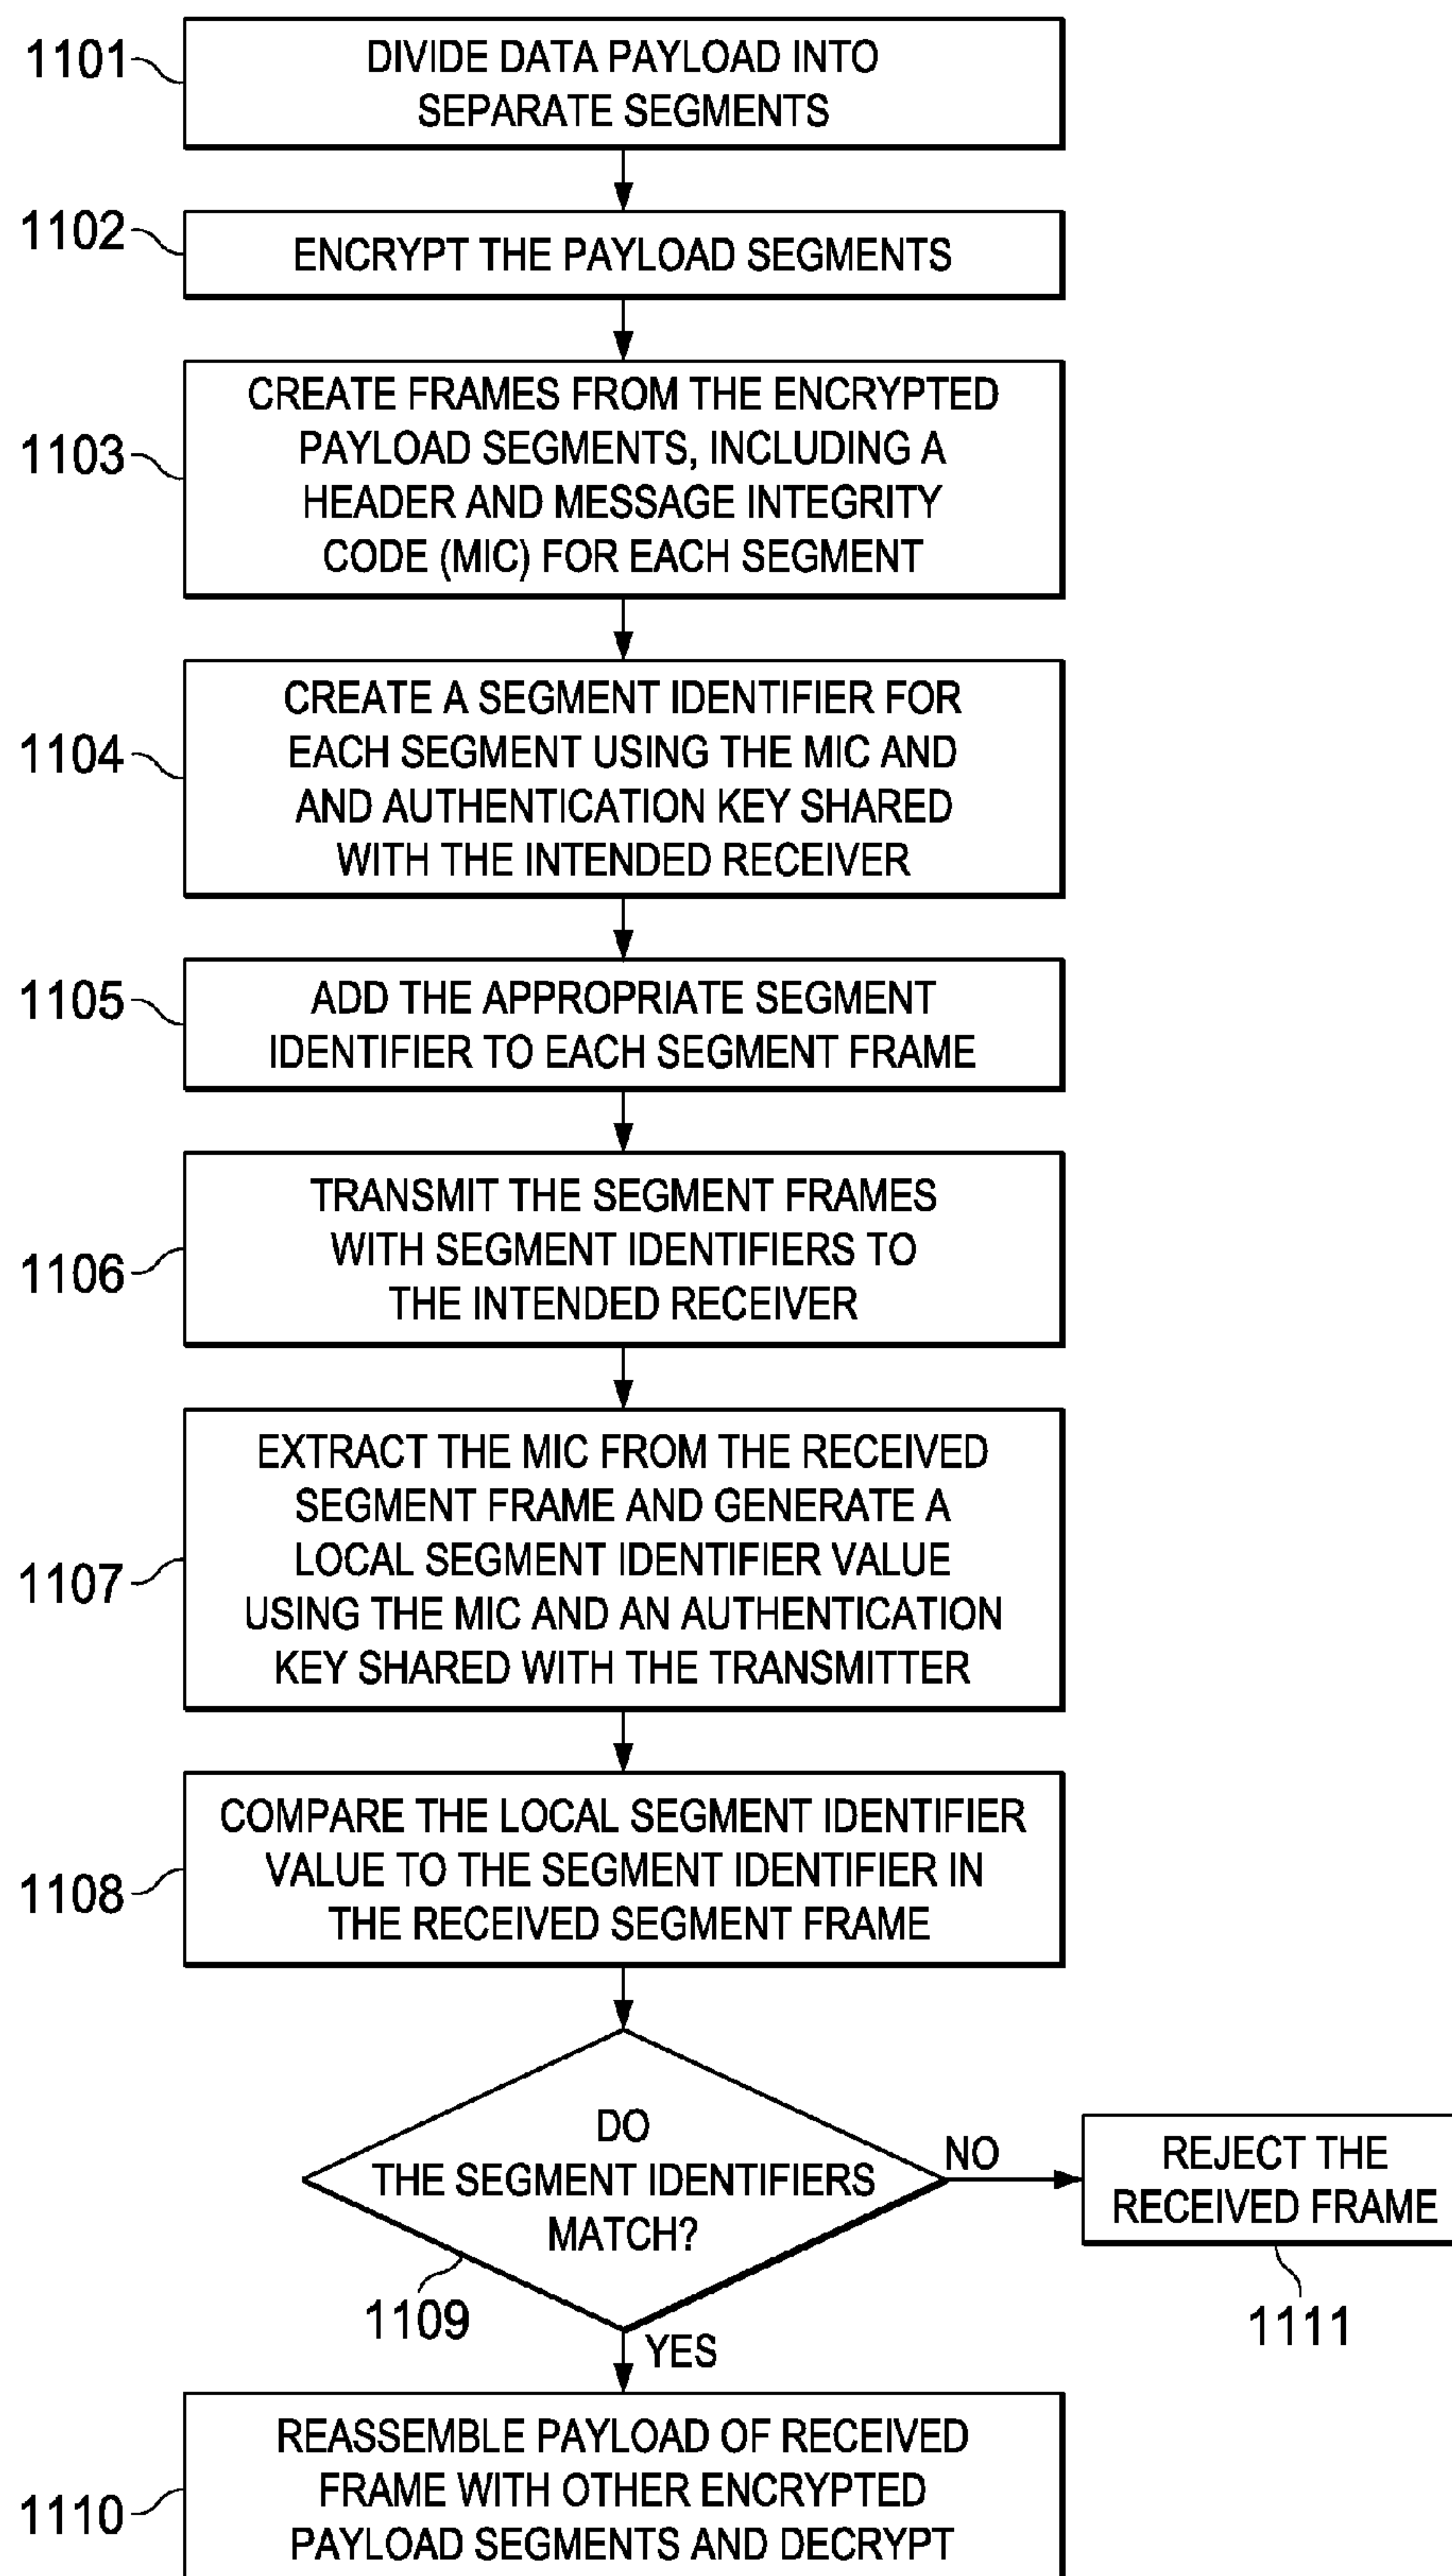 1101
DIVIDE DATA PAYLOAD INTO
SEPARATE SEGMENTS
1102
ENCRYPT THE PAYLOAD SEGMENTS
1103
CREATE FRAMES FROM THE ENCRYPTED
PAYLOAD SEGMENTS, INCLUDING A
HEADER AND MESSAGE INTEGRITY
CODE (MIC) FOR EACH SEGMENT
1104
CREATE A SEGMENT IDENTIFIER FOR
EACH SEGMENT USING THE MIC AND
AND AUTHENTICATION KEY SHARED
WITH THE INTENDED RECEIVER
1105
ADD THE APPROPRIATE SEGMENT
IDENTIFIER TO EACH SEGMENT FRAME
1106
TRANSMIT THE SEGMENT FRAMES
WITH SEGMENT IDENTIFIERS TO
THE INTENDED RECEIVER
1107
EXTRACT THE MIC FROM THE RECEIVED
SEGMENT FRAME AND GENERATE A
LOCAL SEGMENT IDENTIFIER VALUE
USING THE MIC AND AN AUTHENTICATION
KEY SHARED WITH THE TRANSMITTER
1108
COMPARE THE LOCAL SEGMENT IDENTIFIER
VALUE TO THE SEGMENT IDENTIFIER IN
THE RECEIVED SEGMENT FRAME
DO
THE SEGMENT IDENTIFIERS
MATCH?
1109
NO
REJECT THE
RECEIVED FRAME
1111
YES
1110
REASSEMBLE PAYLOAD OF RECEIVED
FRAME WITH OTHER ENCRYPTED
PAYLOAD SEGMENTS AND DECRYPT